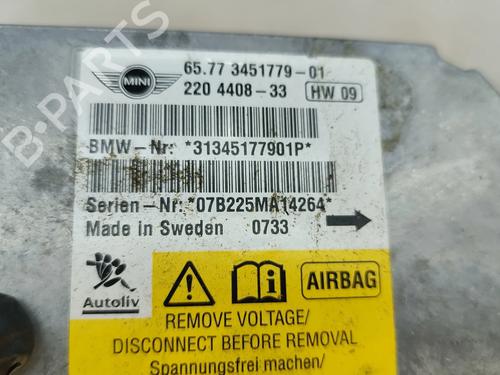 MINI
65.77 3451779-01
220 4408-33 HW 09
BMW-Nr: *31345177901P*
Serien-Nr:*07B225MA14264*
Made in Sweden 0733
Autoliv
AIRBAG
REMOVE VOLTAGE/
DISCONNECT BEFORE REMOVAL
Spannungsfrei machen/
B-PARTS